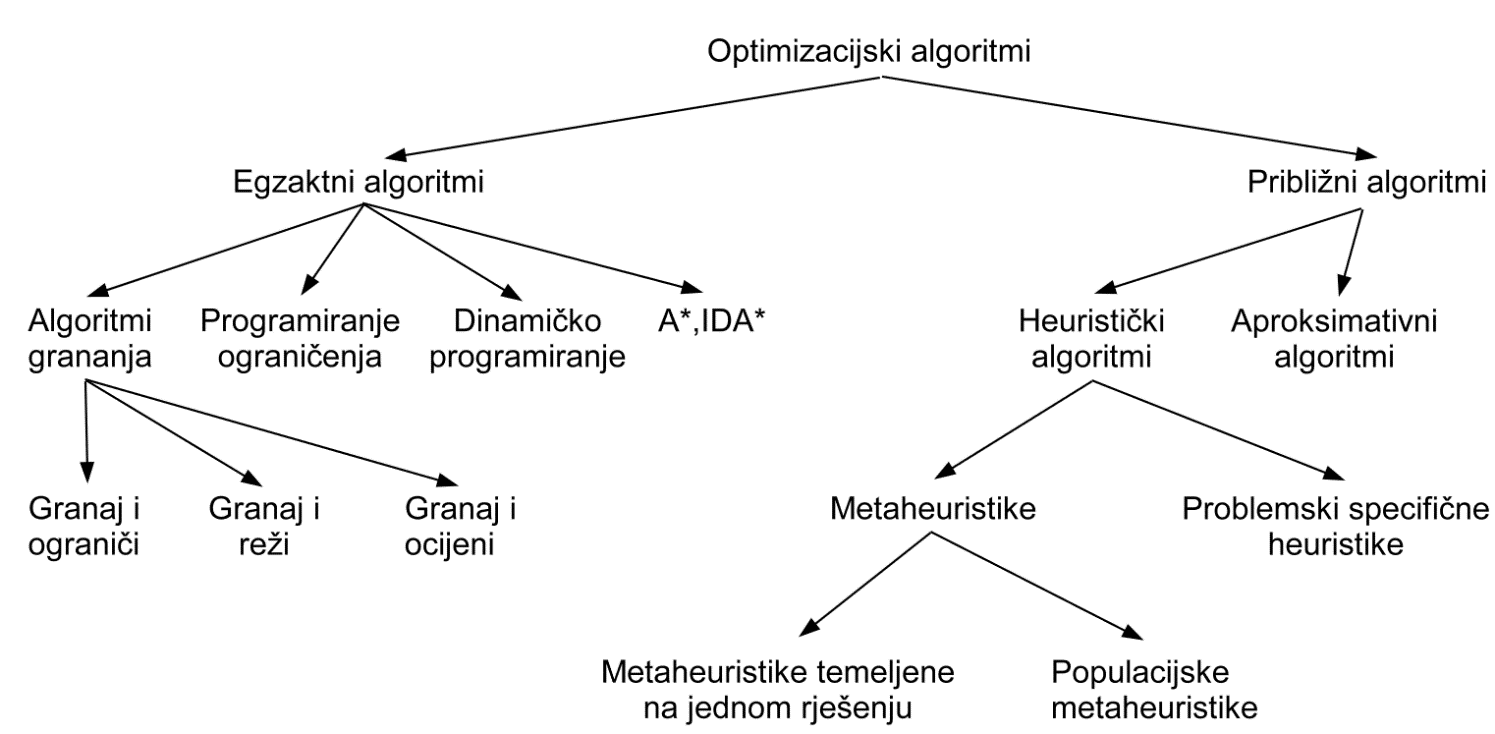 Optimizacijski algoritmi
Egzaktni algoritmi
Približni algoritmi
Algoritmi
grananja
Programiranje
ograničenja
Dinamičko
programiranje
A*,IDA*
Heuristički
algoritmi
Aproksimativni
algoritmi
Granaj i
ograniči
Granaj i
reži
Granaj i
ocijeni
Metaheuristike
Problemski specifične
heuristike
Metaheuristike temeljene
na jednom rješenju
Populacijske
metaheuristike